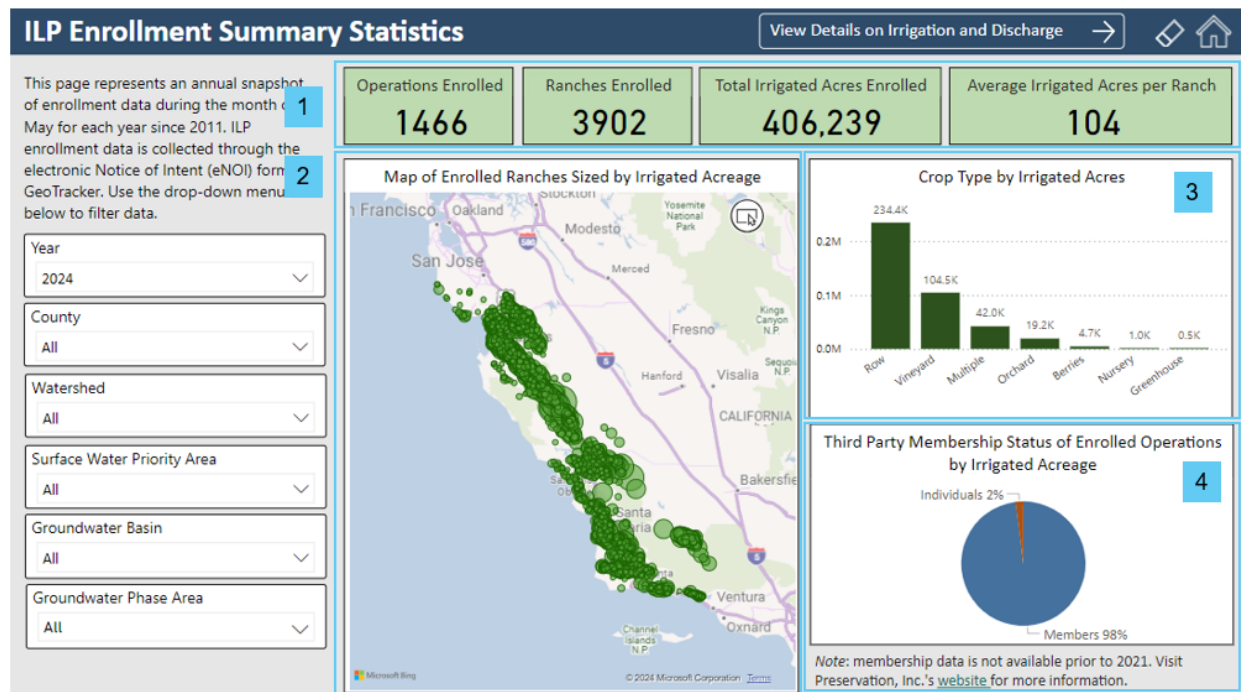 ILP Enrollment Summary Statistics
View Details on Irrigation and Discharge
This page represents an annual snapshot
of enrollment data during the month
May for each year since 2011. ILP
enrollment data is collected through the
electronic Notice of Intent (eNOI) form
GeoTracker. Use the drop-down menu
below to filter data.
1
2
Year
2024
County
All
Watershed
All
Surface Water Priority Area
All
Groundwater Basin
All
Groundwater Phase Area
All
Operations Enrolled
1466
Ranches Enrolled
3902
Total Irrigated Acres Enrolled
406,239
Average Irrigated Acres per Ranch
104
Map of Enrolled Ranches Sized by Irrigated Acreage
Stockton
Francisco
Oakland
Yosemite
National
Park
Modesto
580
San Jose
Merced
Kings
Canyon
N.P.
Fresno
5
Sequoi
N.P.
Hanford
Visalia
CALIFORNIA
Bakersfie
Santa
5
Ventura
Oxnard
Channel
Islands
N.P.
Microsoft Bing
© 2024 Microsoft Corporation Terms
Crop Type by Irrigated Acres
3
234.4K
0.2M
104.5K
0.1M
42.0K
19.2K
4.7K
1.0K
0.5K
0.0M
Row
Vineyard
Multiple
Orchard
Berries
Nursery
Greenhouse
Third Party Membership Status of Enrolled Operations
by Irrigated Acreage
4
Individuals 2%
Members 98%
Note: membership data is not available prior to 2021. Visit
Preservation, Inc.'s website for more information.